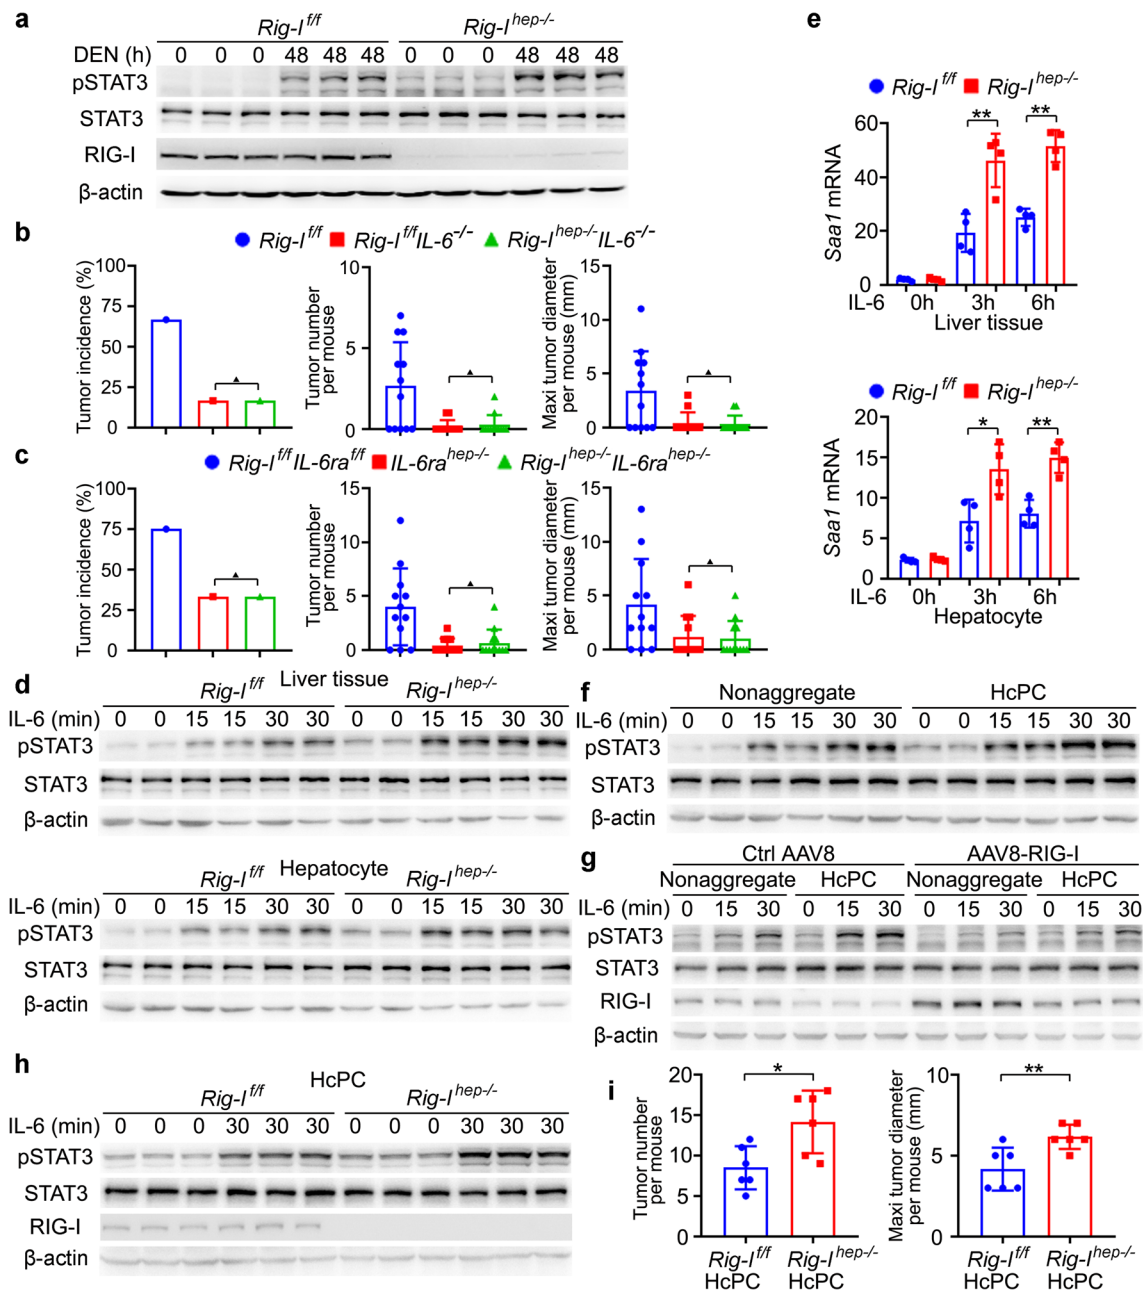 a
Rig-I f/f
Rig-I hep-/-
DEN (h) 0 0 0 48 48 48 0 0 0 48 48 48
pSTAT3
STAT3
RIG-I
β-actin
b
Rig-I f/f Rig-I f/f IL-6 -/- Rig-I hep-/- IL-6 -/-
Tumor incidence (%)
100
75
50
25
0
Tumor number
per mouse
10
5
0
Maxi tumor diameter
per mouse (mm)
15
10
5
0
c
Rig-I f/f IL-6ra f/f IL-6ra hep-/- Rig-I hep-/- IL-6ra hep-/-
Tumor incidence (%)
100
75
50
25
0
Tumor number
per mouse
15
10
5
0
Maxi tumor diameter
per mouse (mm)
15
10
5
0
d
Liver tissue
Rig-I f/f
Rig-I hep-/-
IL-6 (min) 0 0 15 15 30 30 0 0 15 15 30 30
pSTAT3
STAT3
β-actin
Hepatocyte
Rig-I f/f
Rig-I hep-/-
IL-6 (min) 0 0 15 15 30 30 0 0 15 15 30 30
pSTAT3
STAT3
β-actin
e
Rig-I f/f Rig-I hep-/-
Saa1 mRNA
60
40
20
0
** **
IL-6 0h 3h 6h
Liver tissue
Rig-I f/f Rig-I hep-/-
Saa1 mRNA
20
15
10
5
0
* **
IL-6 0h 3h 6h
Hepatocyte
f
Nonaggregate HcPC
IL-6 (min) 0 0 15 15 30 30 0 0 15 15 30 30
pSTAT3
STAT3
β-actin
g
Ctrl AAV8 AAV8-RIG-I
Nonaggregate HcPC Nonaggregate HcPC
IL-6 (min) 0 15 30 0 15 30 0 15 30 0 15 30
pSTAT3
STAT3
RIG-I
β-actin
h
HcPC
Rig-I f/f
Rig-I hep-/-
IL-6 (min) 0 0 0 30 30 30 0 0 0 30 30 30
pSTAT3
STAT3
RIG-I
β-actin
i
Tumor number
per mouse
20
15
10
5
0
*
Rig-I f/f Rig-I hep-/-
HcPC HcPC
Maxi tumor diameter
per mouse (mm)
10
5
0
**
Rig-I f/f Rig-I hep-/-
HcPC HcPC